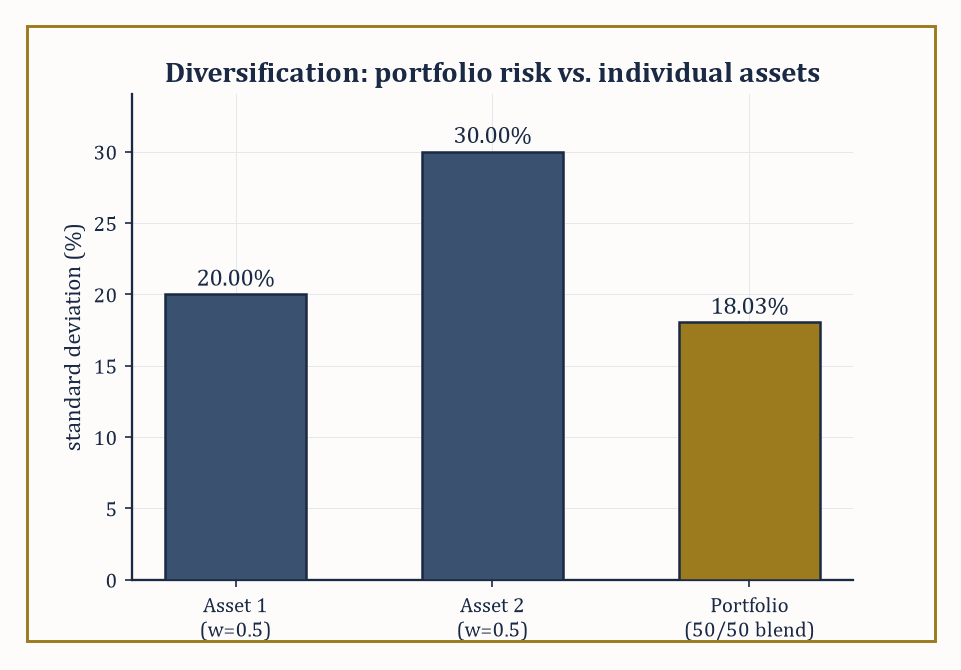 Diversification: portfolio risk vs. individual assets
standard deviation (%)
30
25
20
15
10
5
0
20.00%
30.00%
18.03%
Asset 1
(w=0.5)
Asset 2
(w=0.5)
Portfolio
(50/50 blend)